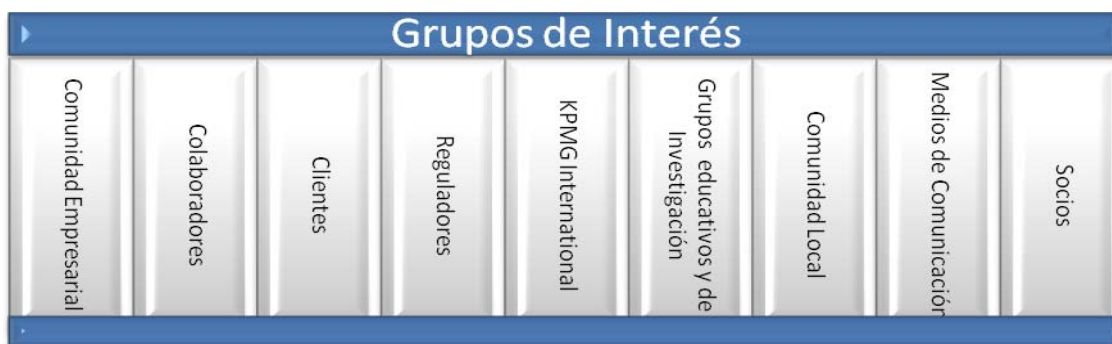 Grupos de Interés
Comunidad Empresarial
Colaboradores
Clientes
Reguladores
KPMG International
Grupos educativos y de
Investigación
Comunidad Local
Medios de Comunicación
Socios